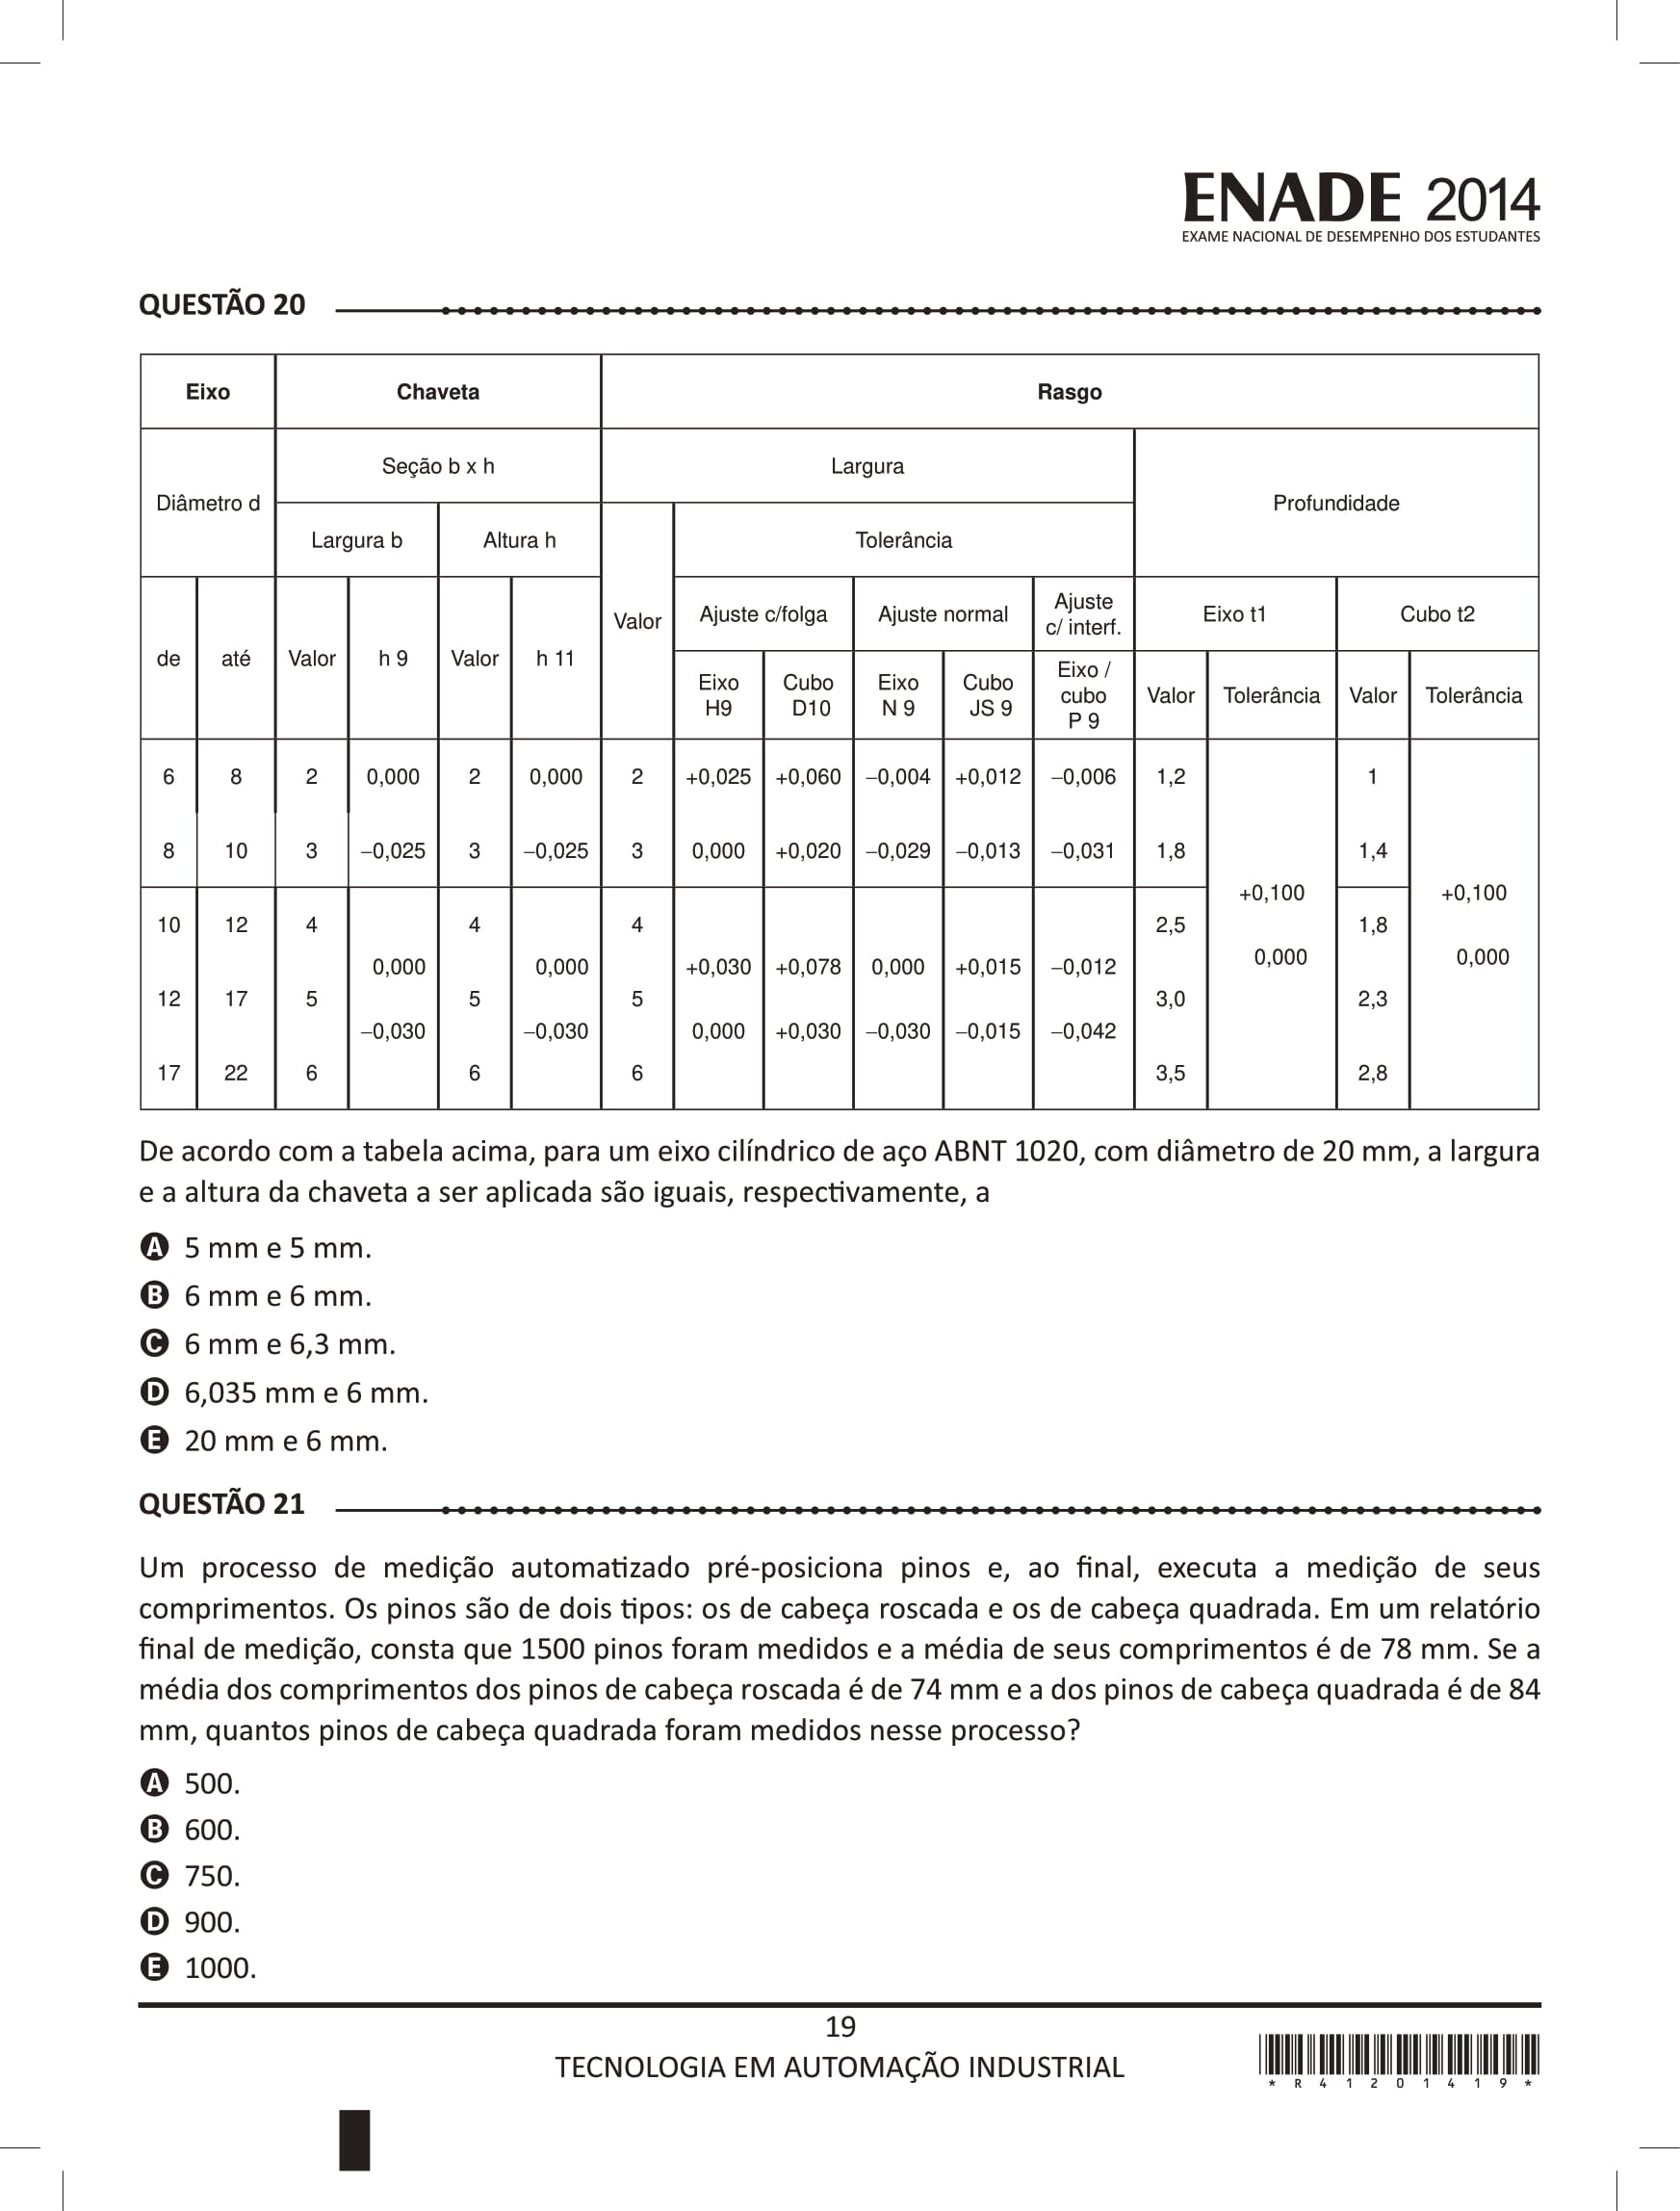 ENADE 2014
EXAME NACIONAL DE DESEMPENHO DOS ESTUDANTES
QUESTÃO 20
Eixo Chaveta Rasgo
Diâmetro d Seção b x h Largura Profundidade
Largura b Altura h Valor Tolerância
de até Valor h 9 Valor h 11 Ajuste c/folga Ajuste normal Ajuste c/ interf. Eixo t1 Cubo t2
Eixo H9 Cubo D10 Eixo N 9 Cubo JS 9 Eixo / cubo P 9 Valor Tolerância Valor Tolerância
6 8 2 0,000 2 0,000 2 +0,025 +0,060 –0,004 +0,012 –0,006 1,2 1
8 10 3 –0,025 3 –0,025 3 0,000 +0,020 –0,029 –0,013 –0,031 1,8 1,4
+0,100 +0,100
10 12 4 4 4 2,5 1,8
0,000 0,000 +0,030 +0,078 0,000 +0,015 –0,012 0,000 0,000
12 17 5 5 5 3,0 2,3
–0,030 –0,030 0,000 +0,030 –0,030 –0,015 –0,042
17 22 6 6 6 3,5 2,8
De acordo com a tabela acima, para um eixo cilíndrico de aço ABNT 1020, com diâmetro de 20 mm, a largura
e a altura da chaveta a ser aplicada são iguais, respectivamente, a
A 5 mm e 5 mm.
B 6 mm e 6 mm.
C 6 mm e 6,3 mm.
D 6,035 mm e 6 mm.
E 20 mm e 6 mm.
QUESTÃO 21
Um processo de medição automatizado pré-posiciona pinos e, ao final, executa a medição de seus
comprimentos. Os pinos são de dois tipos: os de cabeça roscada e os de cabeça quadrada. Em um relatório
final de medição, consta que 1500 pinos foram medidos e a média de seus comprimentos é de 78 mm. Se a
média dos comprimentos dos pinos de cabeça roscada é de 74 mm e a dos pinos de cabeça quadrada é de 84
mm, quantos pinos de cabeça quadrada foram medidos nesse processo?
A 500.
B 600.
C 750.
D 900.
E 1000.
19
TECNOLOGIA EM AUTOMAÇÃO INDUSTRIAL
* R 4 1 2 0 1 4 1 9 *